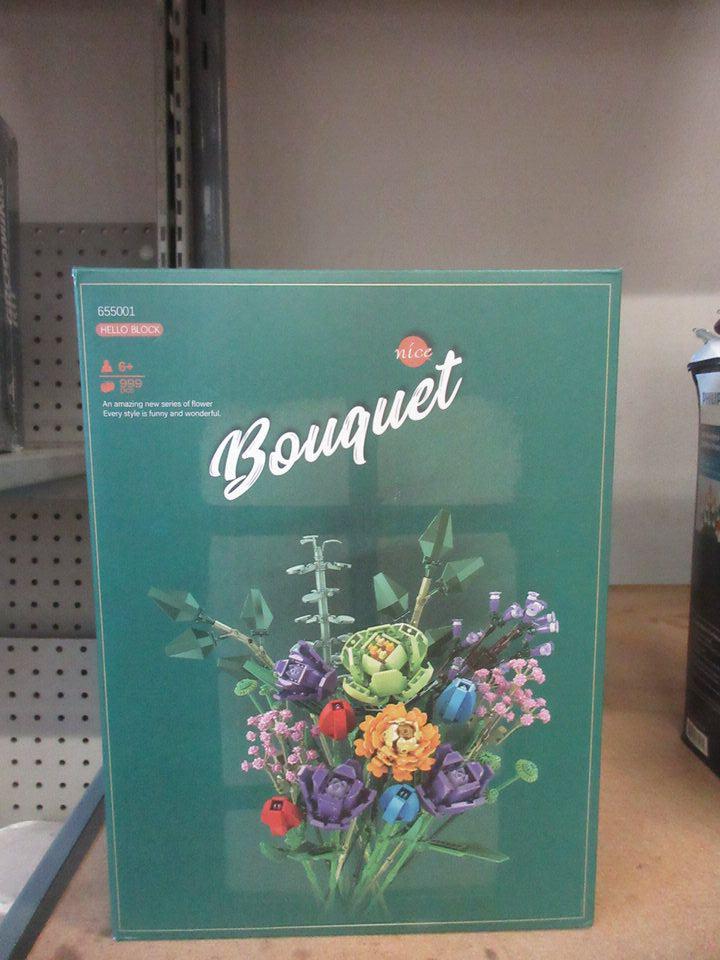 655001
HELLO BLOCK
6+
999
PCS
An amazing new series of flower
Every style is funny and wonderful.
nice
Bouquet